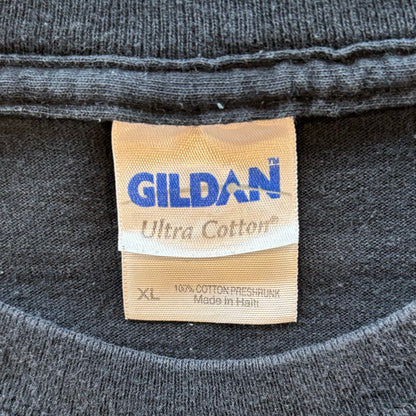 GILDAN™
Ultra Cotton®
XL 100% COTTON PRESHRUNK
Made in Haiti